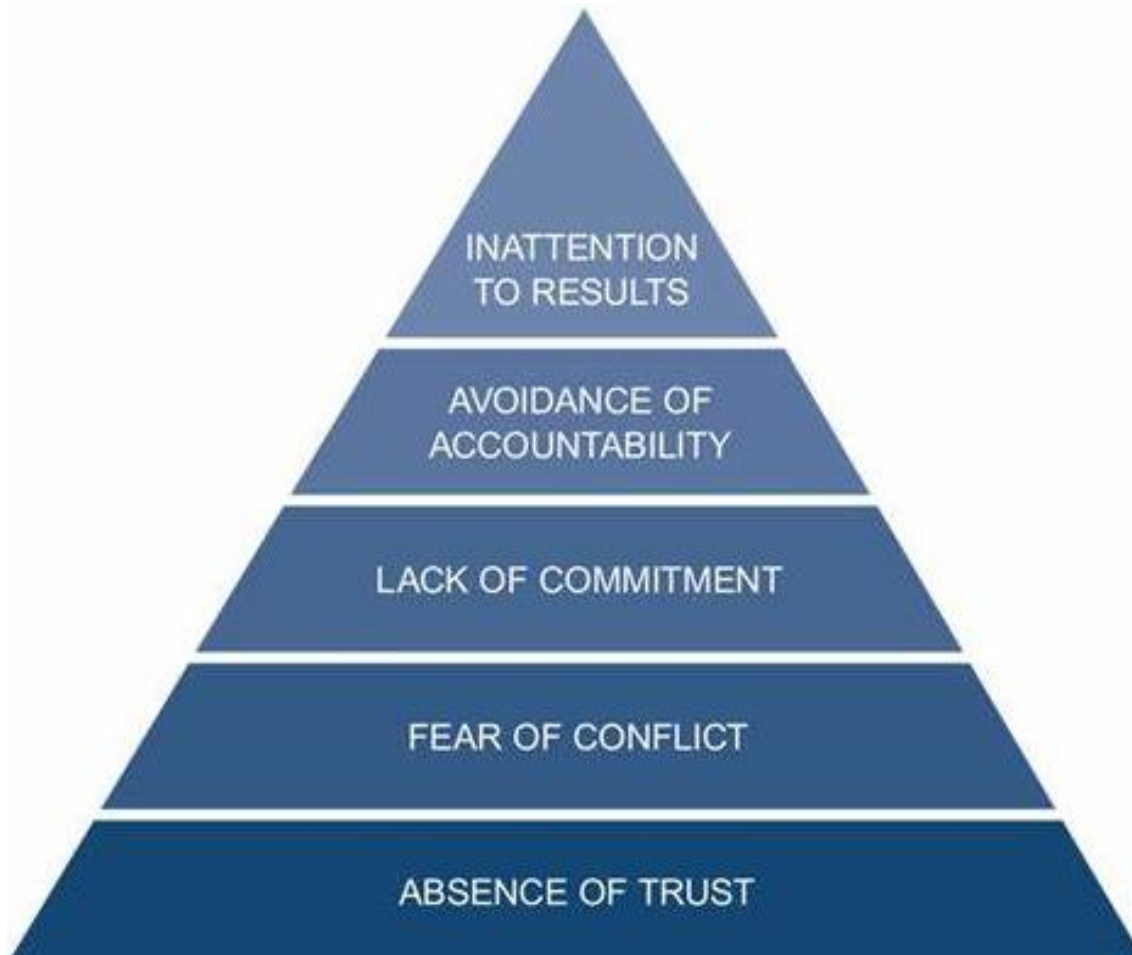 INATTENTION
TO RESULTS
AVOIDANCE OF
ACCOUNTABILITY
LACK OF COMMITMENT
FEAR OF CONFLICT
ABSENCE OF TRUST